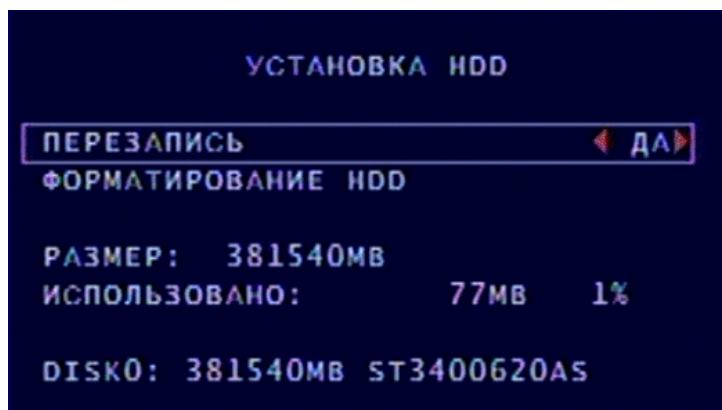 УСТАНОВКА HDD
ПЕРЕЗАПИСЬ ДА
ФОРМАТИРОВАНИЕ HDD
РАЗМЕР: 381540MB
ИСПОЛЬЗОВАНО: 77MB 1%
DISK0: 381540MB ST3400620AS